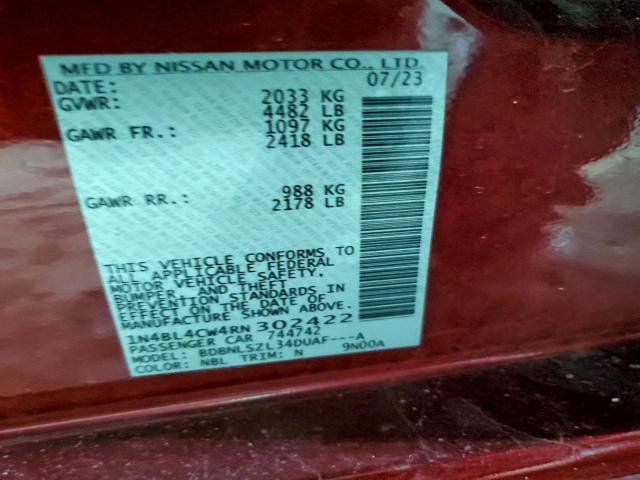 MFD BY NISSAN MOTOR CO., LTD.
DATE: 07/23
GVWR: 2033 KG
4482 LB
GAWR FR.: 1097 KG
2418 LB
GAWR RR.: 988 KG
2178 LB
THIS VEHICLE CONFORMS TO
ALL APPLICABLE FEDERAL
MOTOR VEHICLE SAFETY,
BUMPER, AND THEFT
PREVENTION STANDARDS IN
EFFECT ON THE DATE OF
MANUFACTURE SHOWN ABOVE.
1N4BL4CW4RN302422
PASSENGER CAR 744742
MODEL: BDBNLSZL34DUAF---A
COLOR: NBL TRIM: N 9N00A